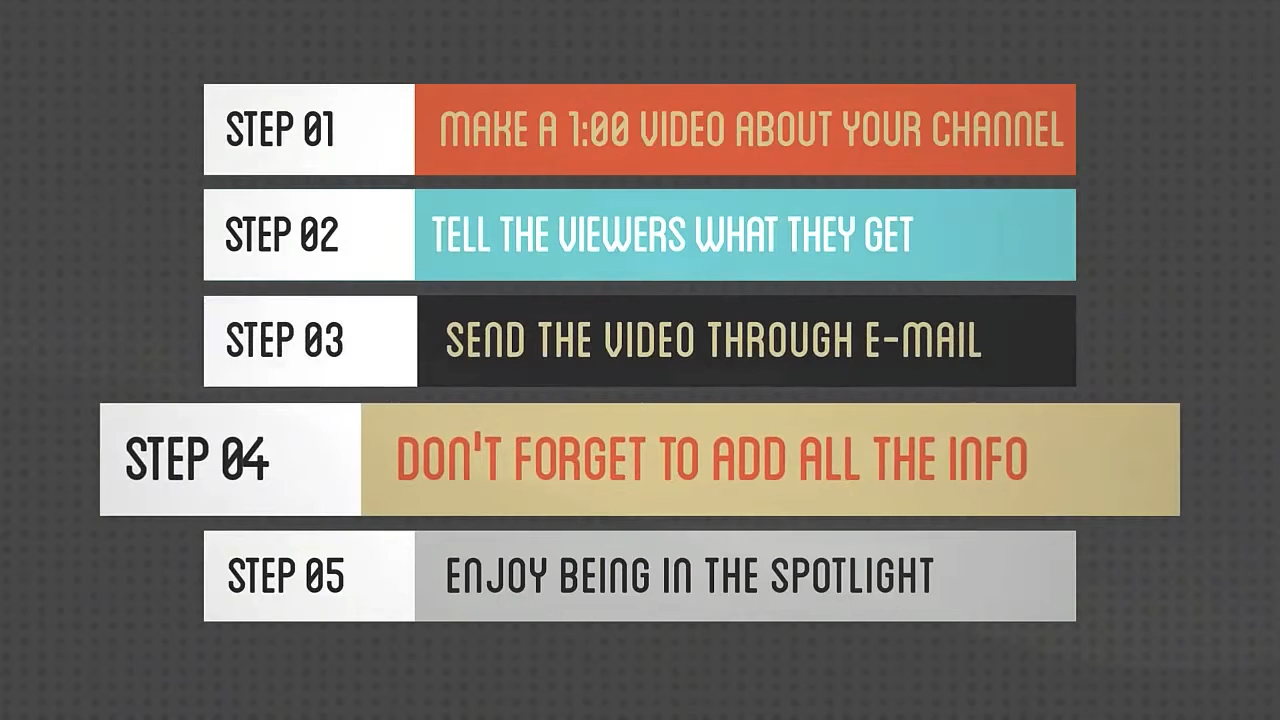 STEP 01 MAKE A 1:00 VIDEO ABOUT YOUR CHANNEL
STEP 02 TELL THE VIEWERS WHAT THEY GET
STEP 03 SEND THE VIDEO THROUGH E-MAIL
STEP 04 DON'T FORGET TO ADD ALL THE INFO
STEP 05 ENJOY BEING IN THE SPOTLIGHT